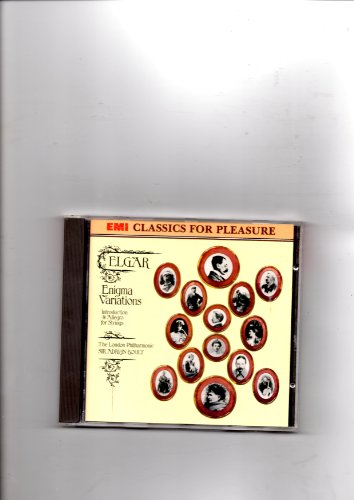 EMI CLASSICS FOR PLEASURE
ELGAR
Enigma
Variations
Introduction
& Allegro
for Strings
The London Philharmonic
SIR ADRIAN BOULT